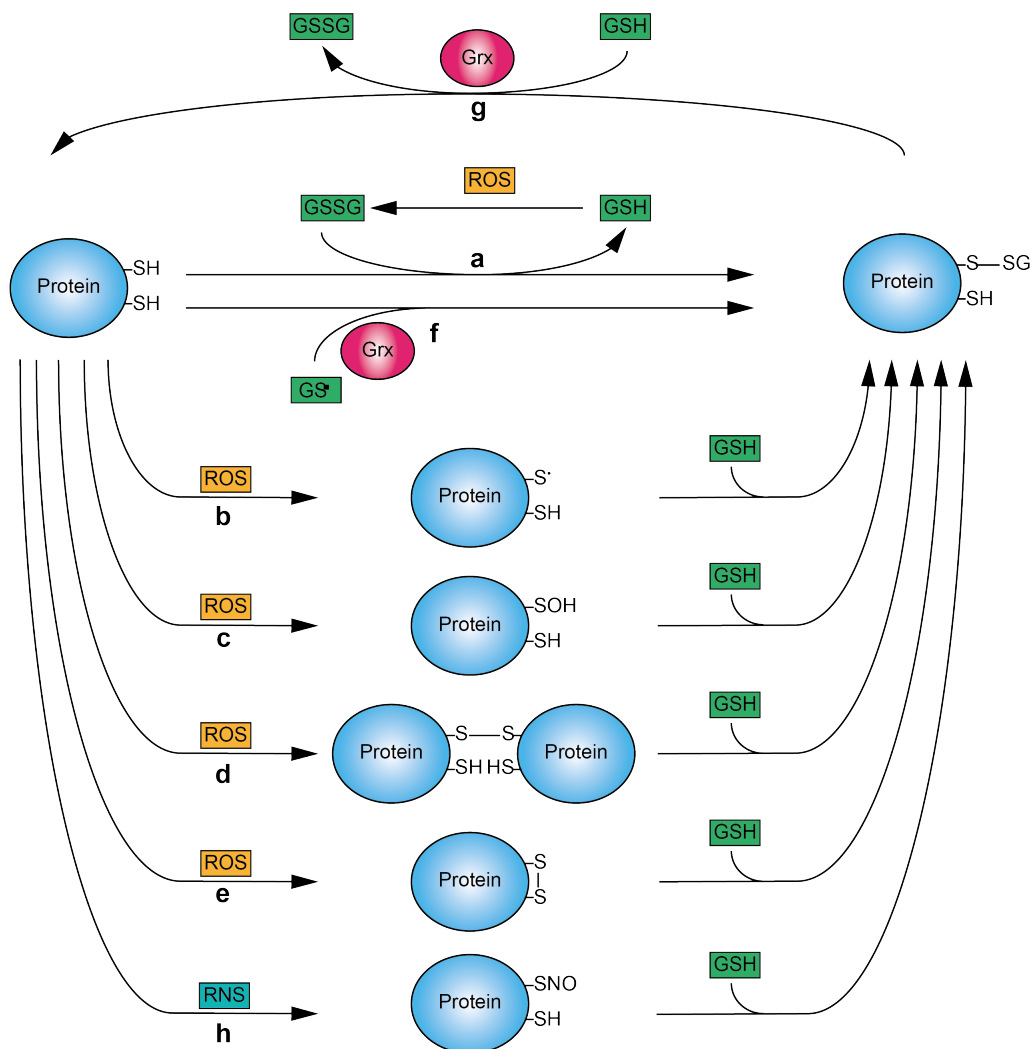 GSSG
GSH
Grx
g
ROS
GSSG
GSH
a
Protein
SH
SH
Protein
S
SG
SH
f
Grx
GS▪
ROS
b
Protein
S·
SH
GSH
ROS
c
Protein
SOH
SH
GSH
ROS
d
Protein
S
S
SH
HS
Protein
GSH
ROS
e
Protein
S
S
GSH
RNS
h
Protein
SNO
SH
GSH